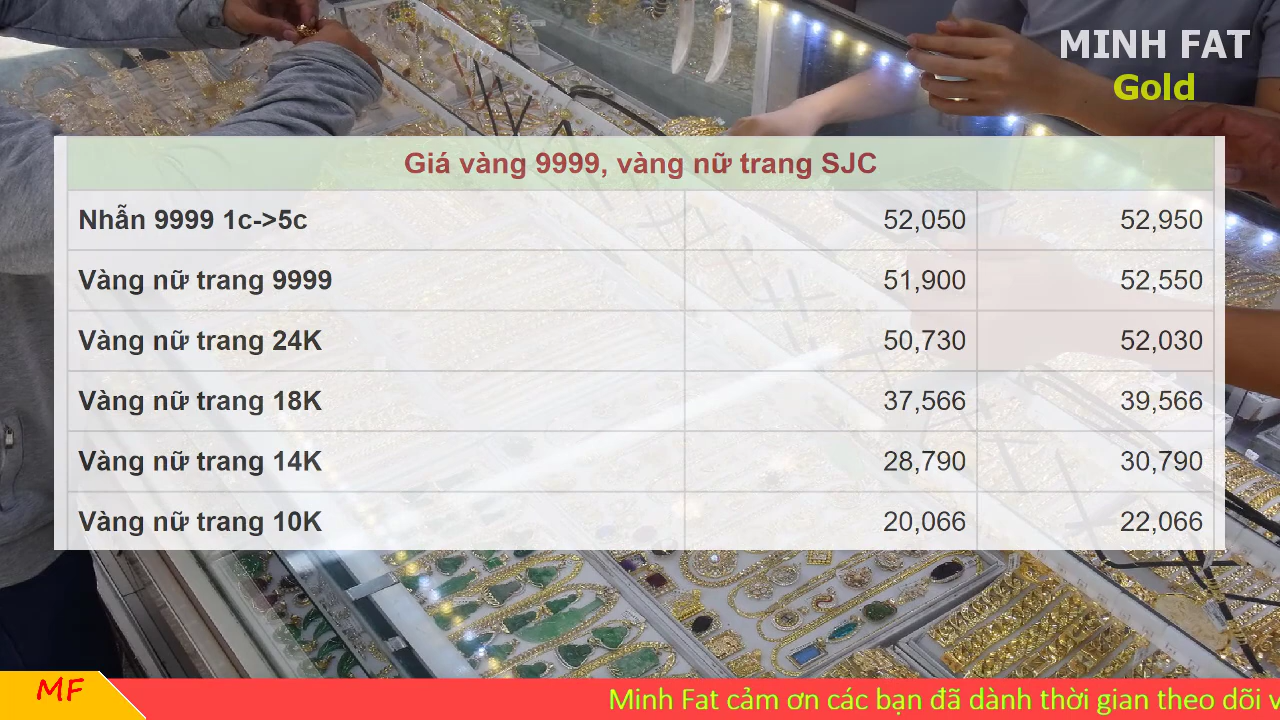 MINH FAT
Gold
Giá vàng 9999, vàng nữ trang SJC
Nhẫn 9999 1c->5c 52,050 52,950
Vàng nữ trang 9999 51,900 52,550
Vàng nữ trang 24K 50,730 52,030
Vàng nữ trang 18K 37,566 39,566
Vàng nữ trang 14K 28,790 30,790
Vàng nữ trang 10K 20,066 22,066
MF
Minh Fat cảm ơn các bạn đã dành thời gian theo dõi v